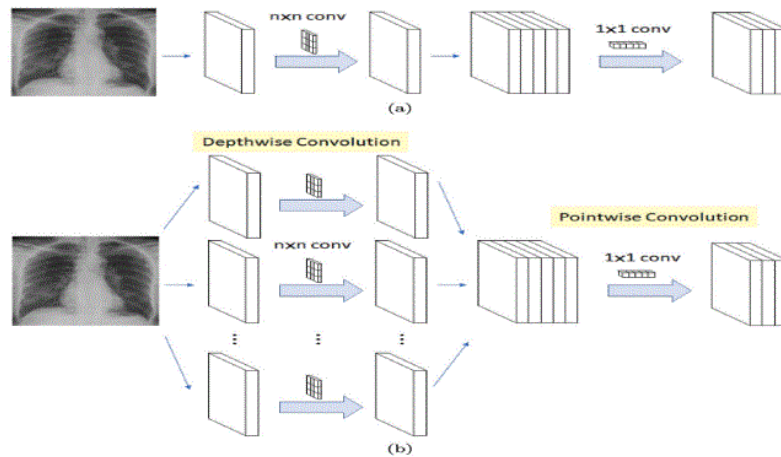 nxn conv
1x1 conv
(a)
Depthwise Convolution
Pointwise Convolution
nxn conv
1x1 conv
(b)